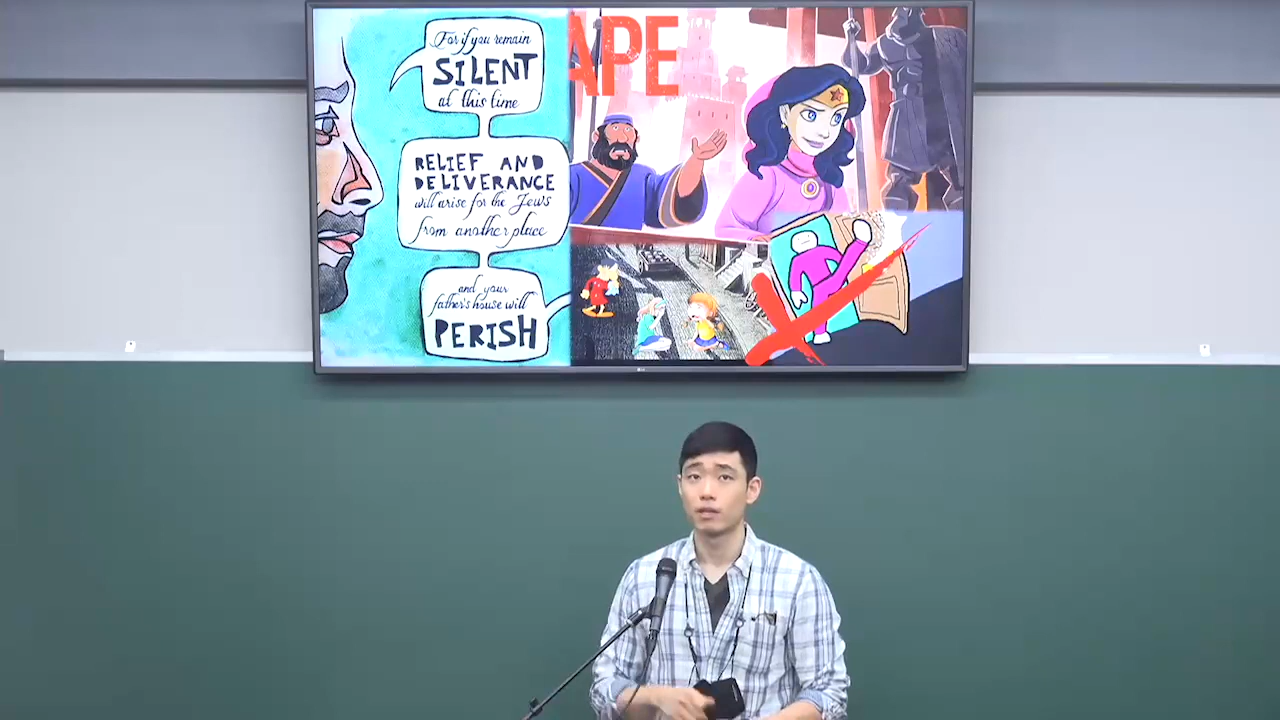 For if you remain
SILENT
at this time
RELIEF AND
DELIVERANCE
will arise for the Jews
from another place
and your
father's house will
PERISH
APE
LG